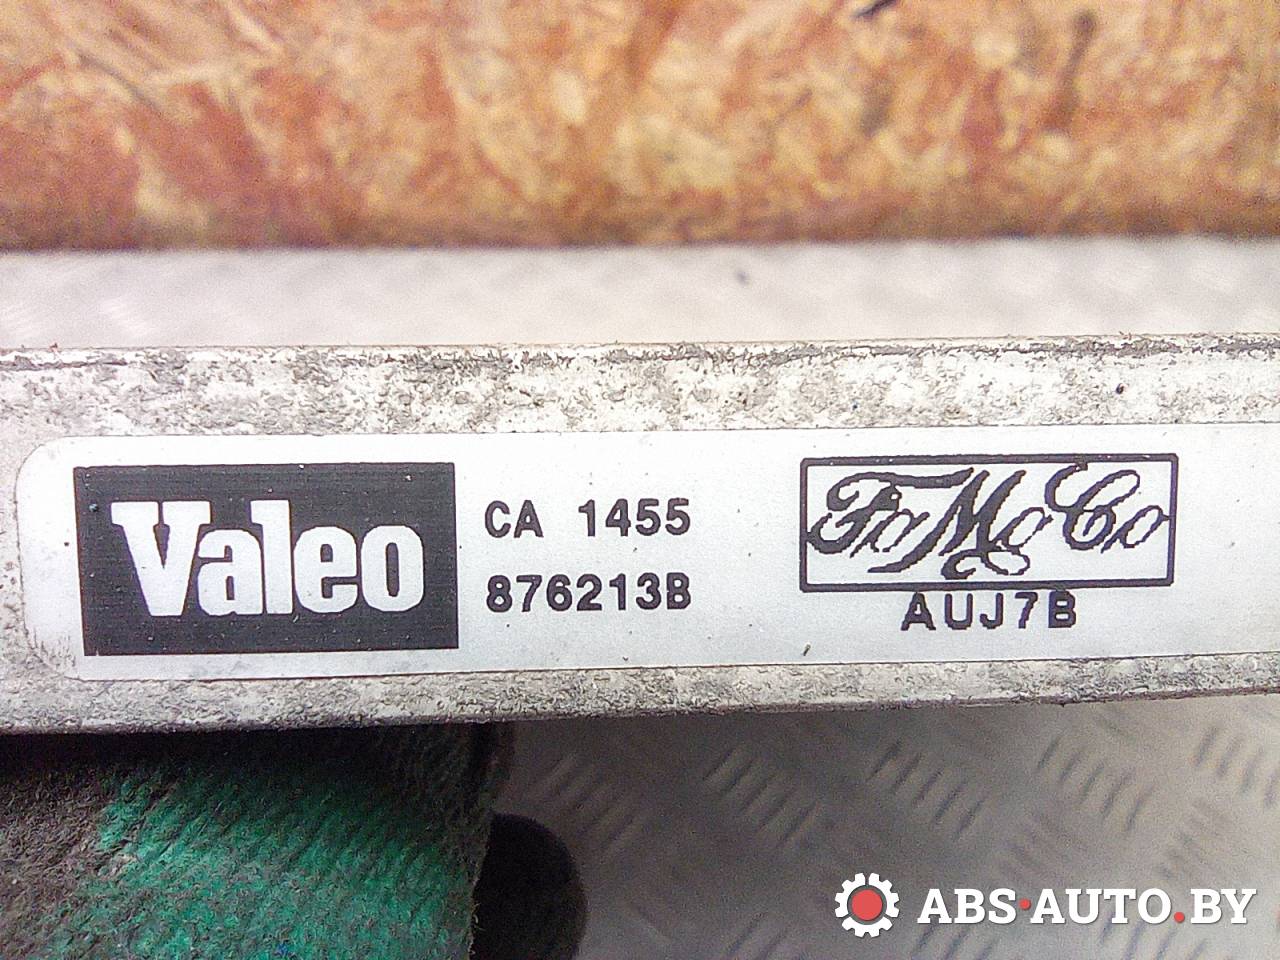 Valeo
CA 1455
876213B
FoMoCo
AUJ7B
ABS·AUTO.BY